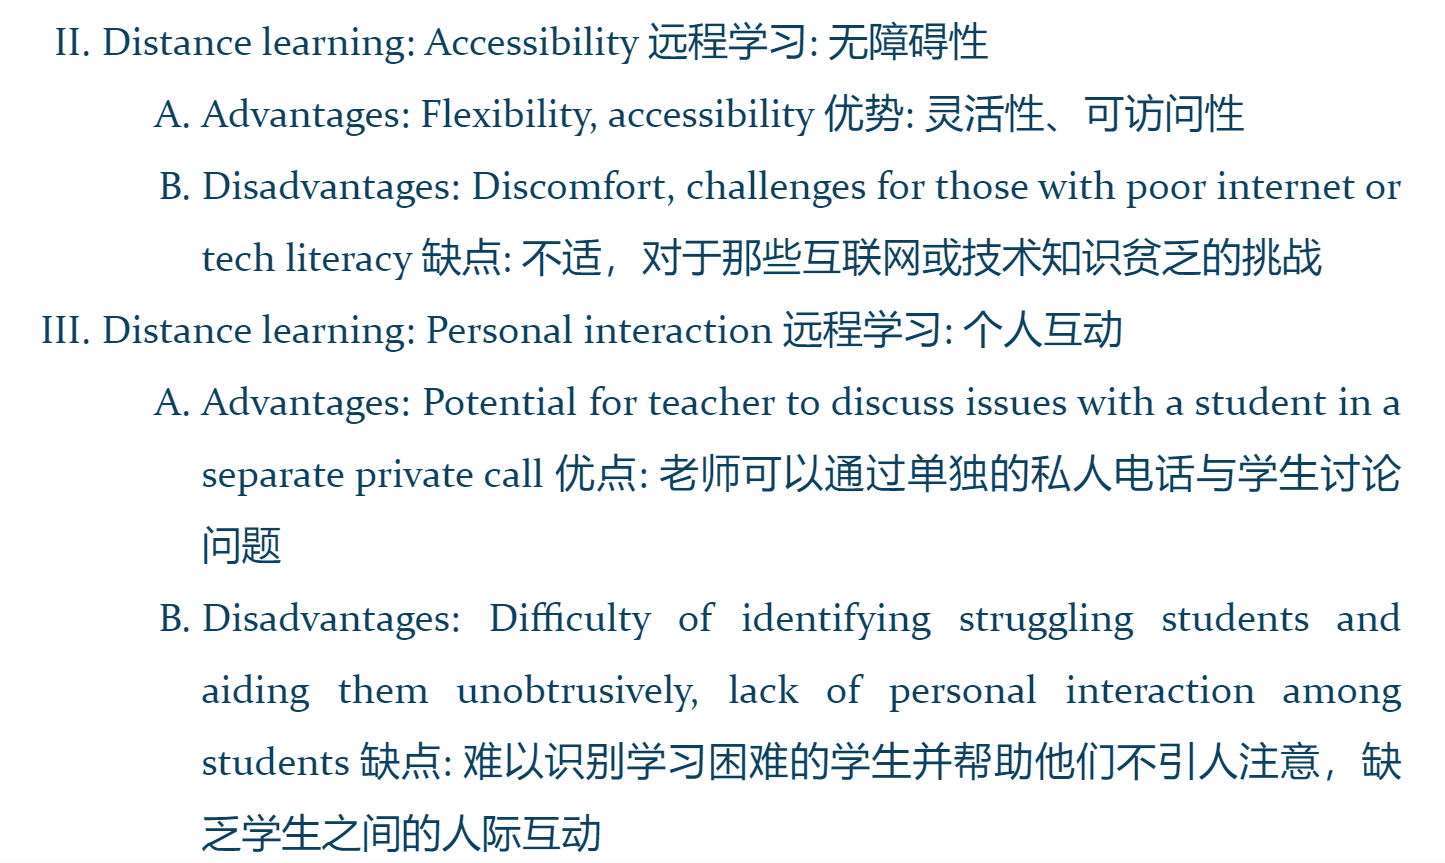 II. Distance learning: Accessibility 远程学习: 无障碍性
A. Advantages: Flexibility, accessibility 优势: 灵活性、可访问性
B. Disadvantages: Discomfort, challenges for those with poor internet or
tech literacy 缺点: 不适，对于那些互联网或技术知识贫乏的挑战
III. Distance learning: Personal interaction 远程学习: 个人互动
A. Advantages: Potential for teacher to discuss issues with a student in a
separate private call 优点: 老师可以通过单独的私人电话与学生讨论
问题
B. Disadvantages: Difficulty of identifying struggling students and
aiding them unobtrusively, lack of personal interaction among
students 缺点: 难以识别学习困难的学生并帮助他们不引人注意，缺
乏学生之间的人际互动